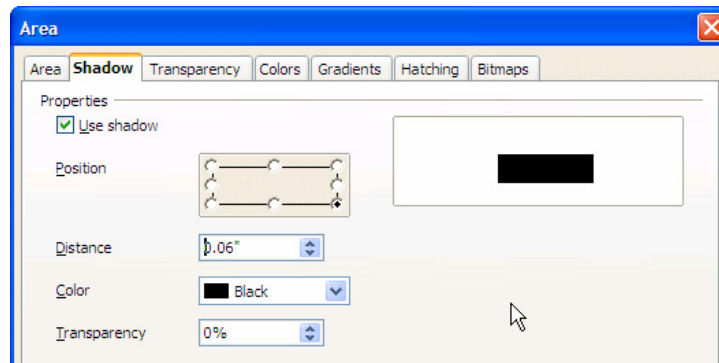 Area
Area Shadow Transparency Colors Gradients Hatching Bitmaps
Properties
Use shadow
Position
Distance 0.06"
Color Black
Transparency 0%